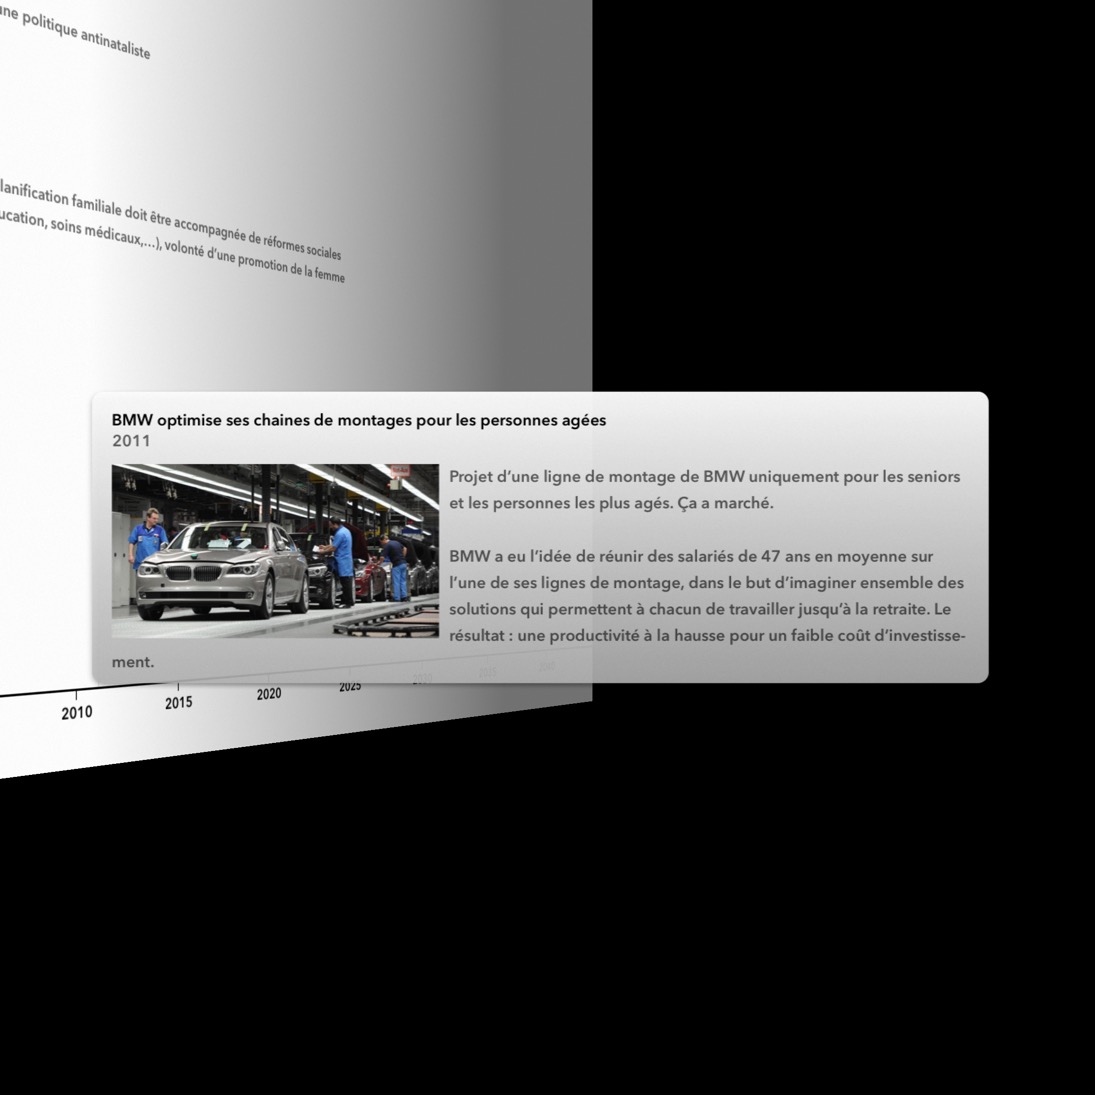 une politique antinataliste
lanification familiale doit être accompagnée de réformes sociales
ucation, soins médicaux,...), volonté d'une promotion de la femme
BMW optimise ses chaines de montages pour les personnes agées
2011
Projet d'une ligne de montage de BMW uniquement pour les seniors
et les personnes les plus agés. Ça a marché.
BMW a eu l'idée de réunir des salariés de 47 ans en moyenne sur
l'une de ses lignes de montage, dans le but d'imaginer ensemble des
solutions qui permettent à chacun de travailler jusqu'à la retraite. Le
résultat : une productivité à la hausse pour un faible coût d'investisse-
ment.
2010 2015 2020 2025 2030 2035 2040